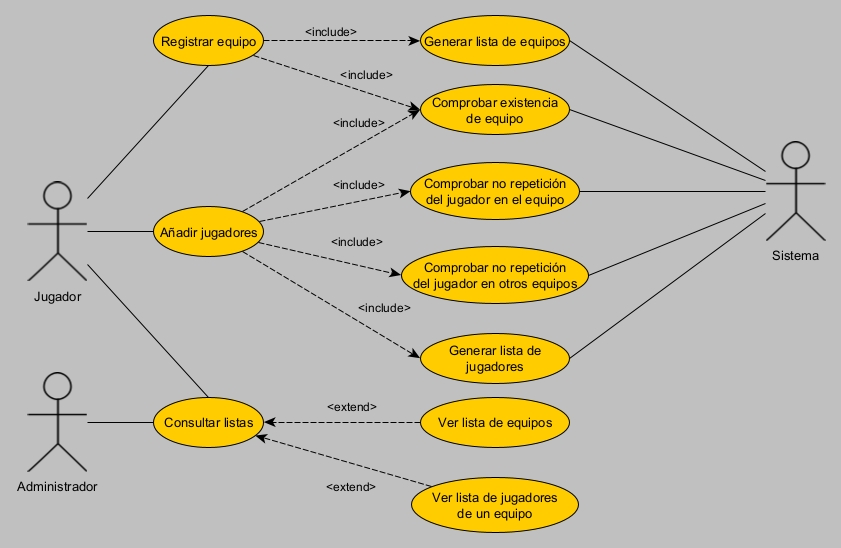 Registrar equipo
<include>
Generar lista de equipos
<include>
Comprobar existencia
de equipo
<include>
Añadir jugadores
<include>
Comprobar no repetición
del jugador en el equipo
<include>
Comprobar no repetición
del jugador en otros equipos
<include>
Generar lista de
jugadores
Jugador
Sistema
Consultar listas
<extend>
Ver lista de equipos
<extend>
Ver lista de jugadores
de un equipo
Administrador